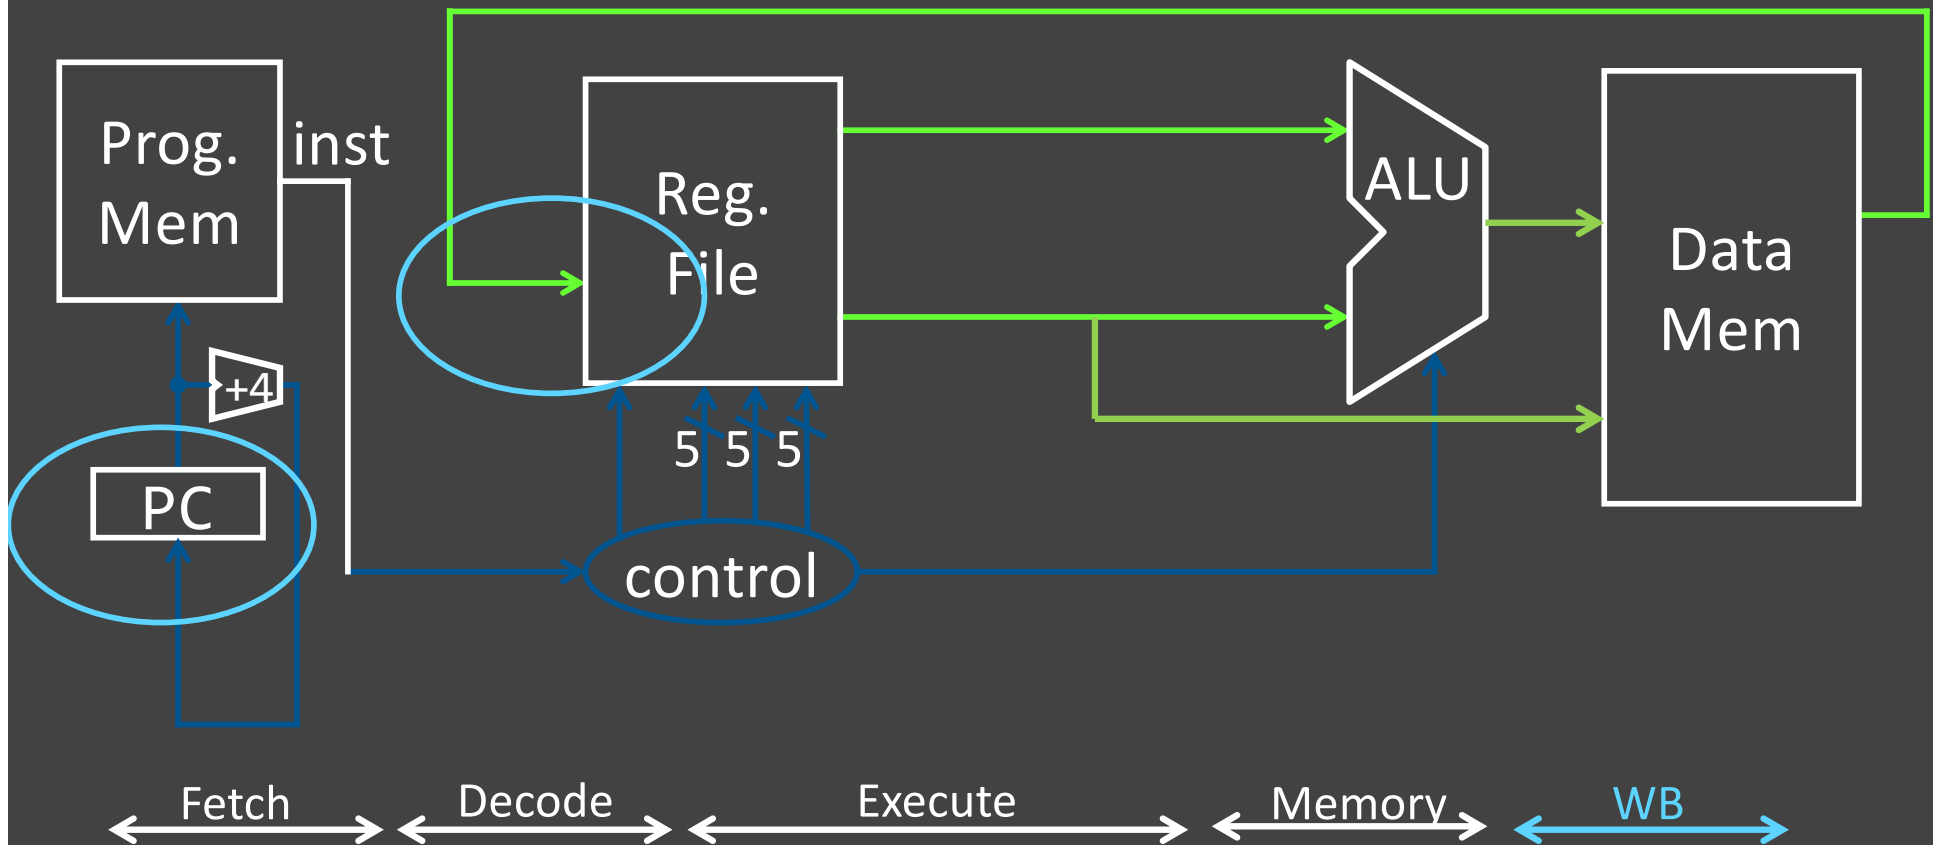 Prog.
Mem
inst
Reg.
File
ALU
Data
Mem
+4
PC
5 5 5
control
Fetch
Decode
Execute
Memory
WB